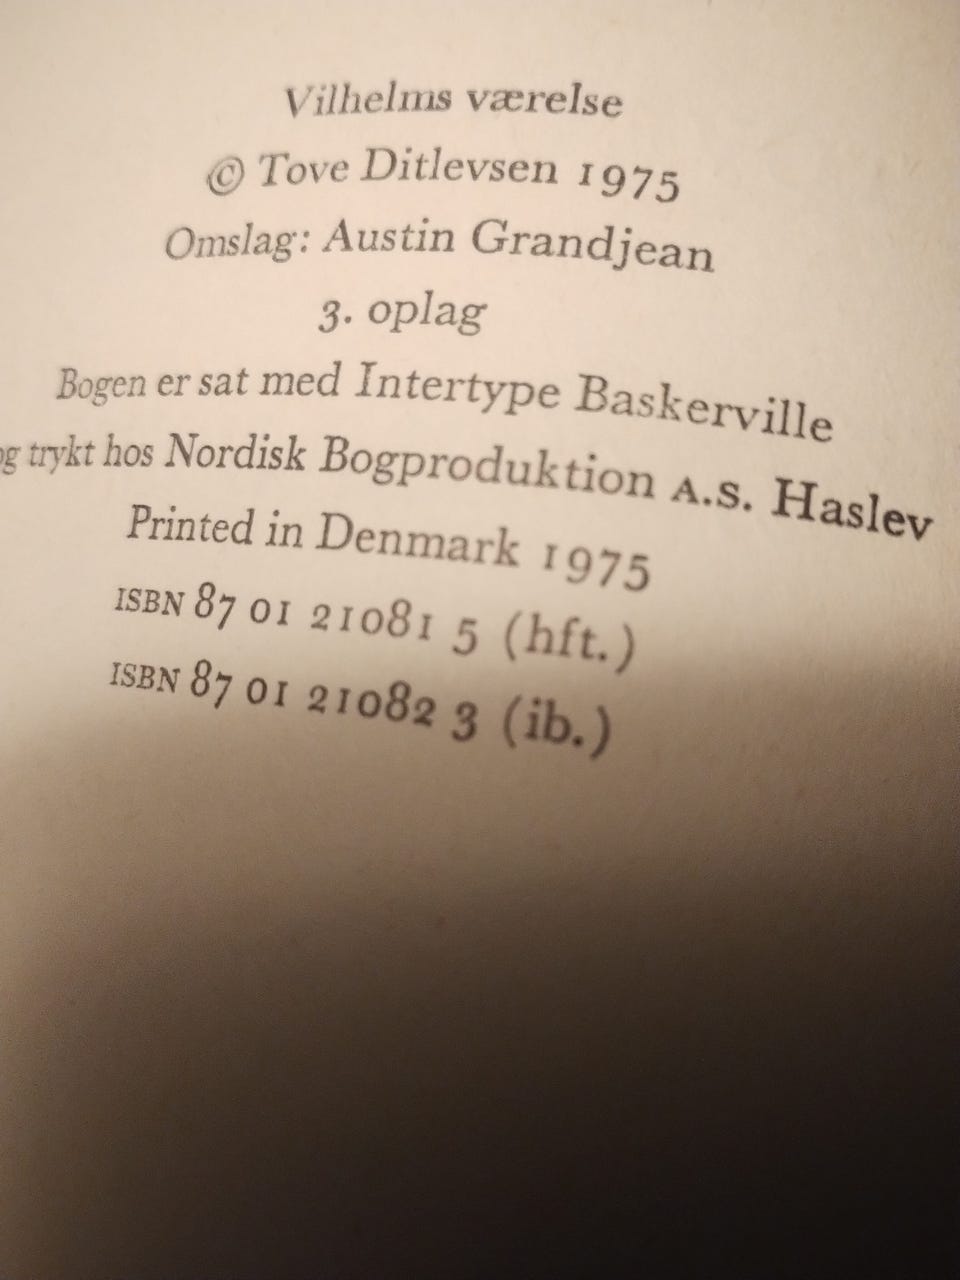 Vilhelms værelse
© Tove Ditlevsen 1975
Omslag: Austin Grandjean
3. oplag
Bogen er sat med Intertype Baskerville
og trykt hos Nordisk Bogproduktion A.S. Haslev
Printed in Denmark 1975
ISBN 87 01 21081 5 (hft.)
ISBN 87 01 21082 3 (ib.)